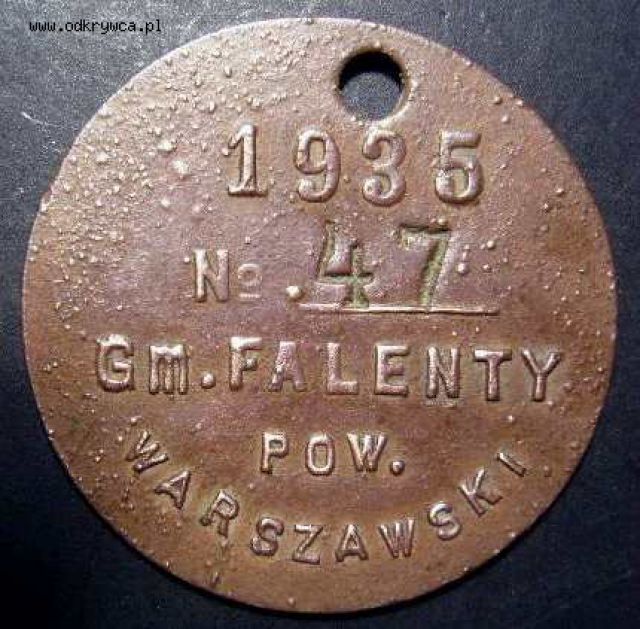 www.odkrywca.pl
1935
No. 47.
Gm. FALENTY
POW.
WARSZAWSKI